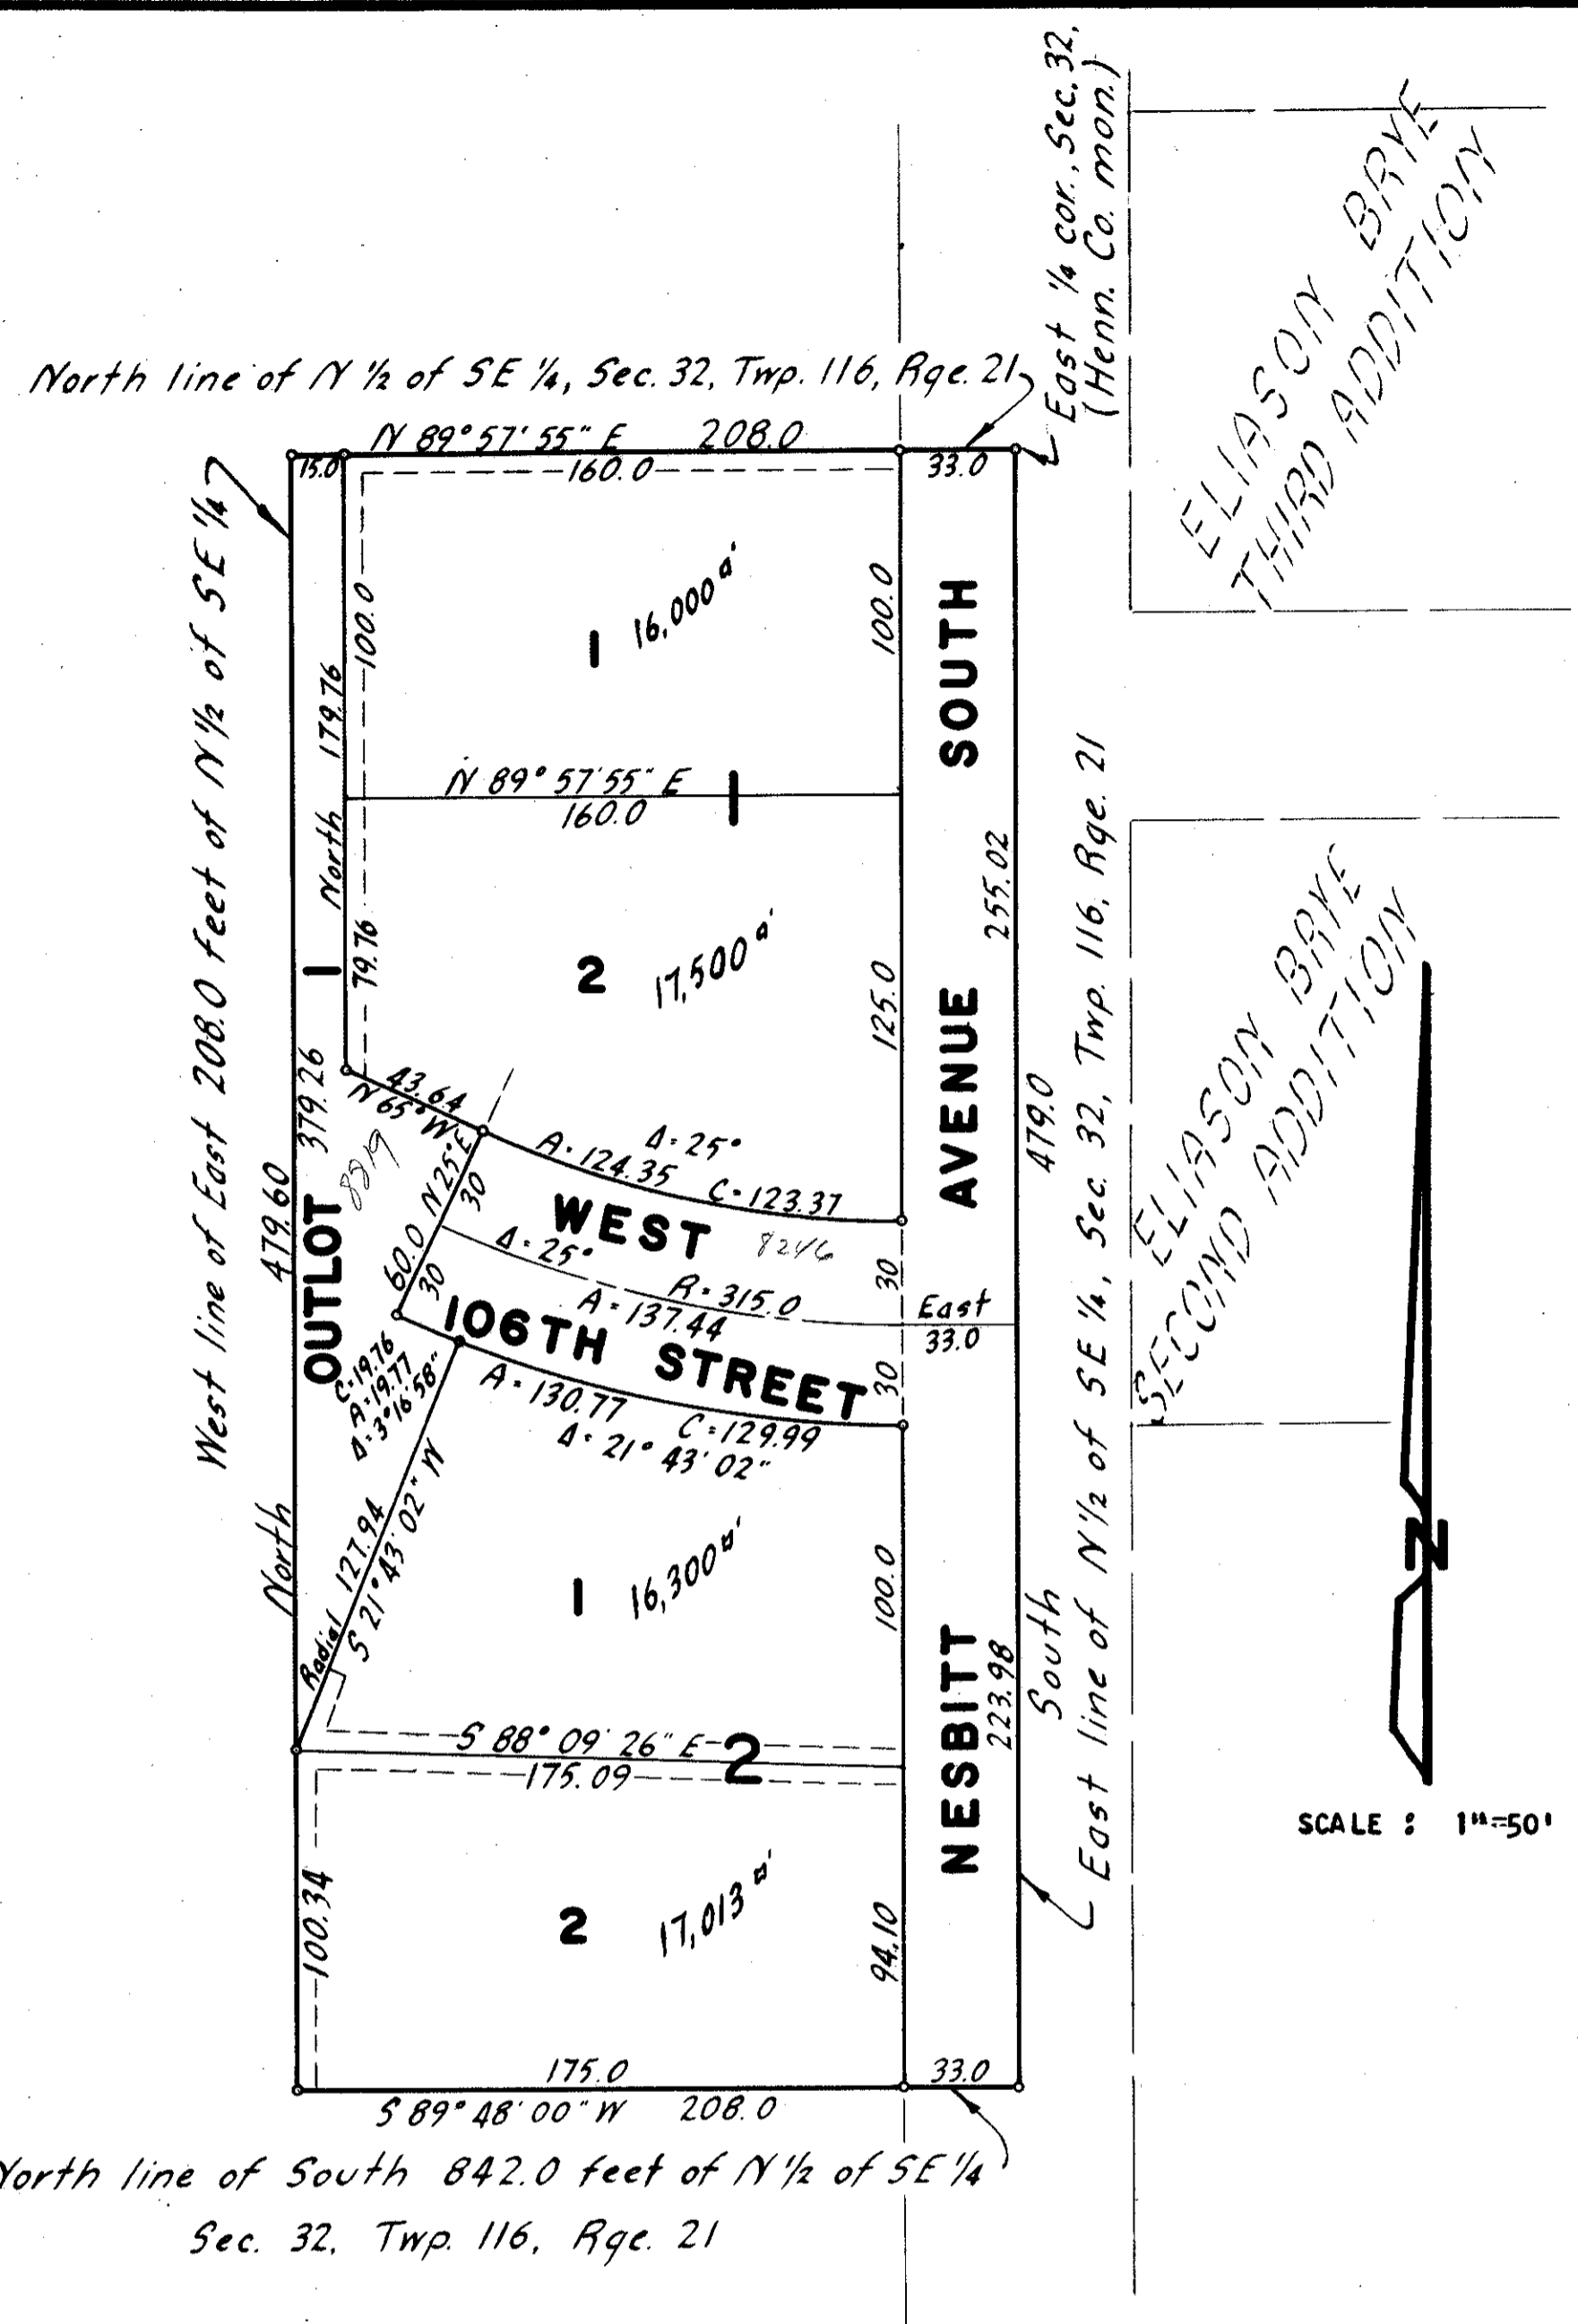 East ¼ cor., Sec. 32,
(Henn. Co. mon.)
ELIASON BRYE
THIRD ADDITION
North line of N ½ of SE ¼, Sec. 32, Twp. 116, Rge. 21
N 89° 57' 55" E 208.0
15.0
160.0
33.0
West line of East 208.0 feet of N ½ of SE ¼
100.0
1 16,000
100.0
North 179.76
N 89° 57' 55" E
160.0
1
79.76
2 17,500
125.0
NESBITT AVENUE SOUTH
255.02
479.0
South
223.98
East line of N ½ of SE ¼, Sec. 32, Twp. 116, Rge. 21
ELIASON BRYE
SECOND ADDITION
OUTLOT 1
379.26
North 479.60
43.64
N 65° W
8819
A = 124.35
Δ = 25°
C = 123.37
60.0 N 25° E
30
30
WEST 106TH STREET
8246
Δ = 25°
R = 315.0
A = 137.44
30
East
33.0
30
C = 19.76
A = 19.77
Δ = 3° 16' 58"
A = 130.77
C = 129.99
Δ = 21° 43' 02"
Radial 127.94
S 21° 43' 02" W
1 16,300
100.0
S 88° 09' 26" E
175.09
2
100.34
2 17,013
94.10
175.0
33.0
S 89° 48' 00" W 208.0
North line of South 842.0 feet of N ½ of SE ¼
Sec. 32, Twp. 116, Rge. 21
N
SCALE : 1"=50'